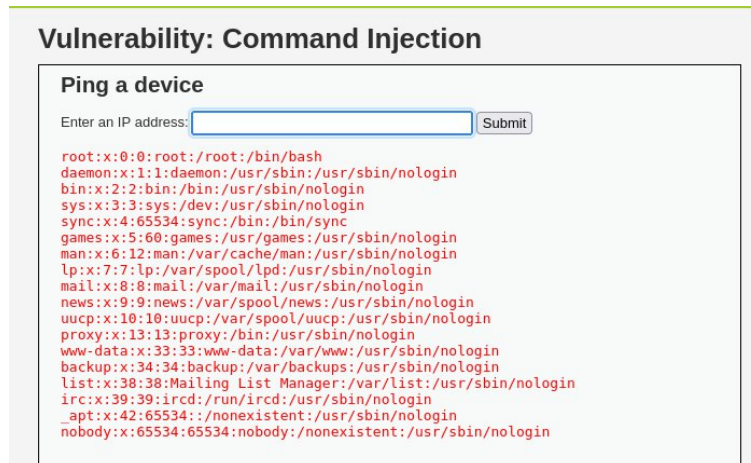 Vulnerability: Command Injection
Ping a device
Enter an IP address: Submit
root:x:0:0:root:/root:/bin/bash
daemon:x:1:1:daemon:/usr/sbin:/usr/sbin/nologin
bin:x:2:2:bin:/bin:/usr/sbin/nologin
sys:x:3:3:sys:/dev:/usr/sbin/nologin
sync:x:4:65534:sync:/bin:/bin/sync
games:x:5:60:games:/usr/games:/usr/sbin/nologin
man:x:6:12:man:/var/cache/man:/usr/sbin/nologin
lp:x:7:7:lp:/var/spool/lpd:/usr/sbin/nologin
mail:x:8:8:mail:/var/mail:/usr/sbin/nologin
news:x:9:9:news:/var/spool/news:/usr/sbin/nologin
uucp:x:10:10:uucp:/var/spool/uucp:/usr/sbin/nologin
proxy:x:13:13:proxy:/bin:/usr/sbin/nologin
www-data:x:33:33:www-data:/var/www:/usr/sbin/nologin
backup:x:34:34:backup:/var/backups:/usr/sbin/nologin
list:x:38:38:Mailing List Manager:/var/list:/usr/sbin/nologin
irc:x:39:39:ircd:/run/ircd:/usr/sbin/nologin
_apt:x:42:65534::/nonexistent:/usr/sbin/nologin
nobody:x:65534:65534:nobody:/nonexistent:/usr/sbin/nologin